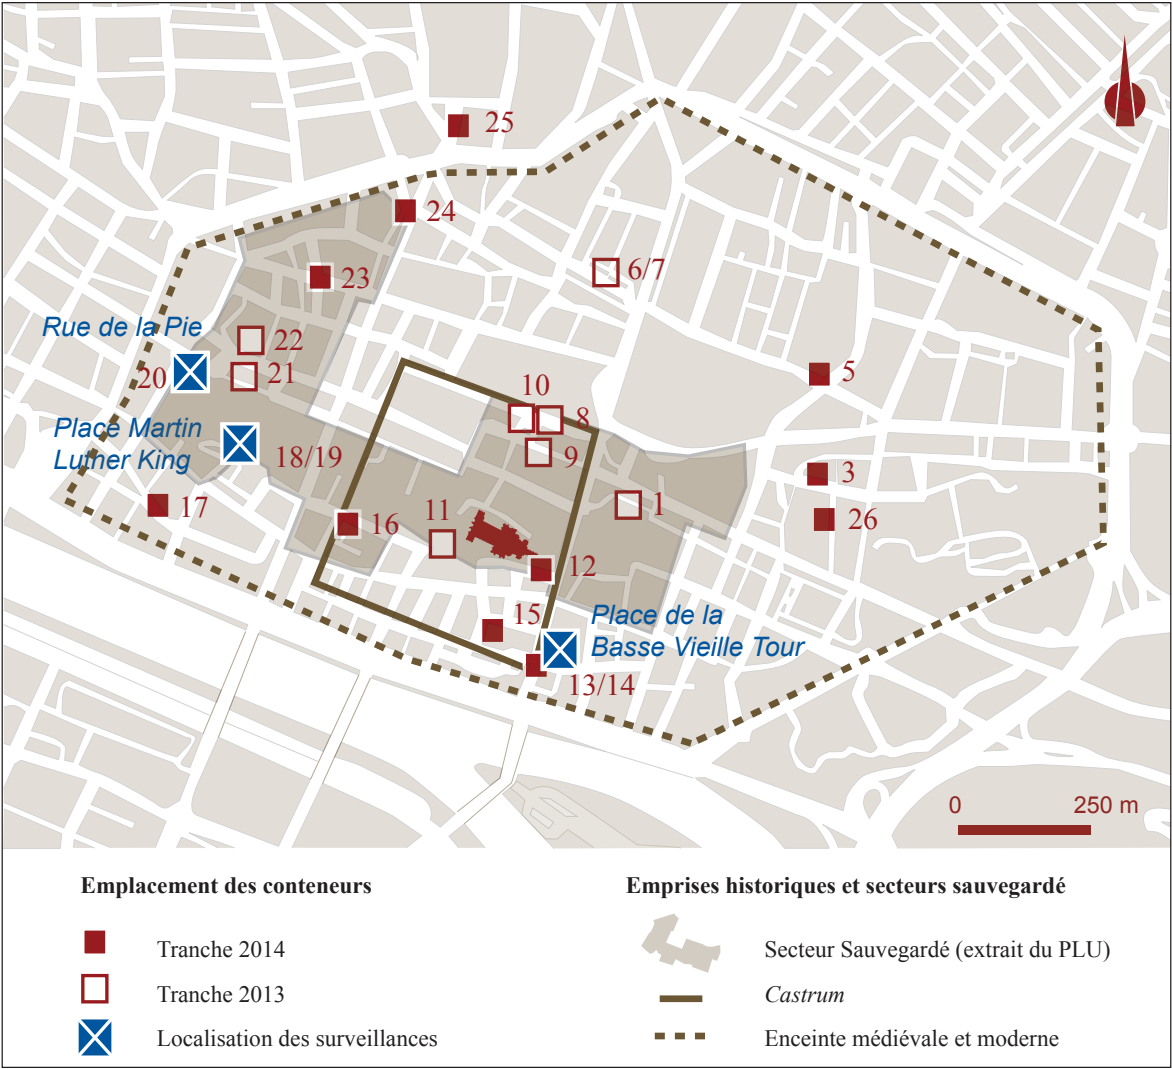 25
24
23
6/7
Rue de la Pie
22
20
21
5
10
8
Place Martin
Luther King
9
18/19
3
17
16
11
1
26
12
15
Place de la
Basse Vieille Tour
13/14
0 250 m
Emplacement des conteneurs
Tranche 2014
Tranche 2013
Localisation des surveillances
Emprises historiques et secteurs sauvegardé
Secteur Sauvegardé (extrait du PLU)
Castrum
Enceinte médiévale et moderne